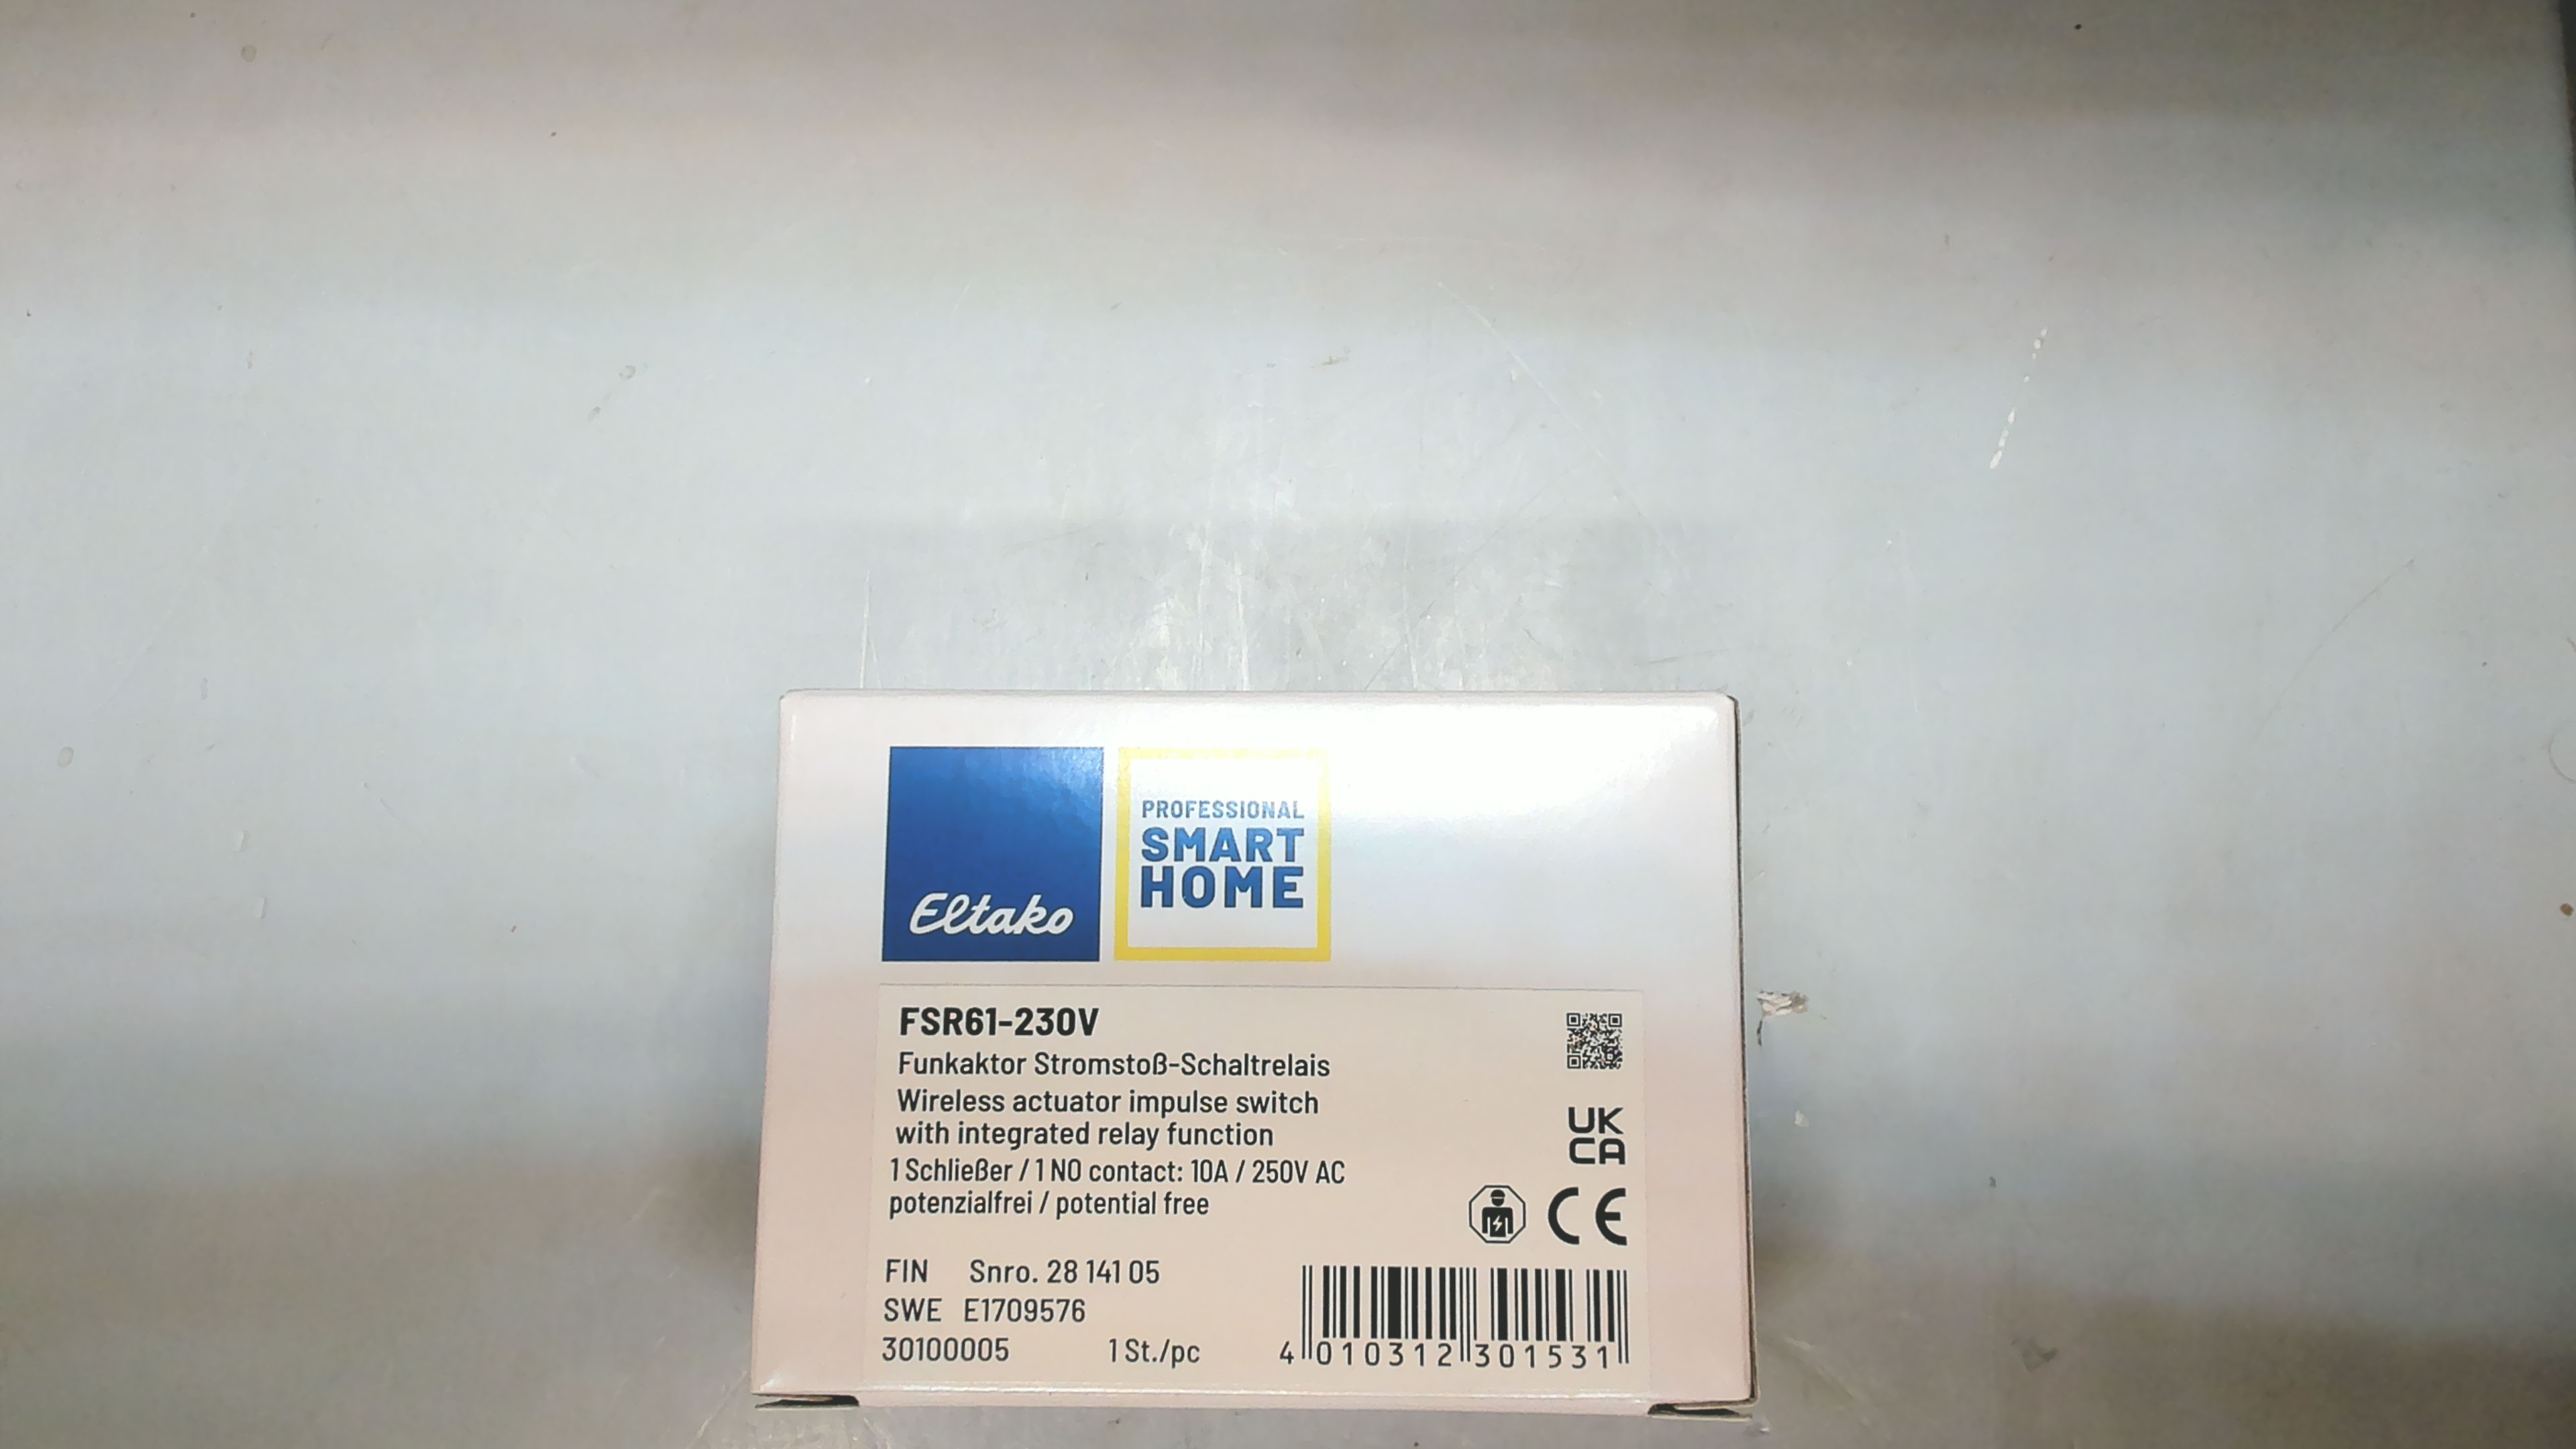 Eltako
PROFESSIONAL
SMART
HOME
FSR61-230V
Funkaktor Stromstoß-Schaltrelais
Wireless actuator impulse switch
with integrated relay function
1 Schließer / 1 NO contact: 10A / 250V AC
potenzialfrei / potential free
UK
CA
CE
FIN Snro. 28 141 05
SWE E1709576
30100005 1 St./pc
4 010312 301531